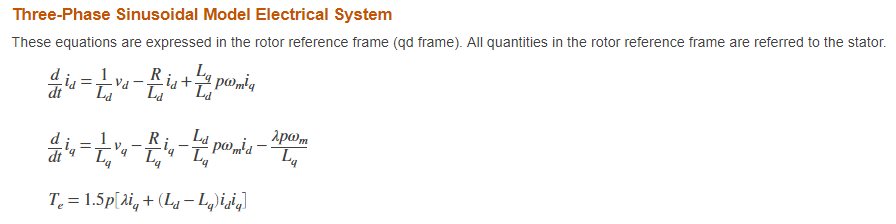 Three-Phase Sinusoidal Model Electrical System
These equations are expressed in the rotor reference frame (qd frame). All quantities in the rotor reference frame are referred to the stator.
d/dt i_d = 1/L_d v_d − R/L_d i_d + L_q/L_d pω_m i_q
d/dt i_q = 1/L_q v_q − R/L_q i_q − L_d/L_q pω_m i_d − λpω_m/L_q
T_e = 1.5p[λi_q + (L_d − L_q)i_d i_q]